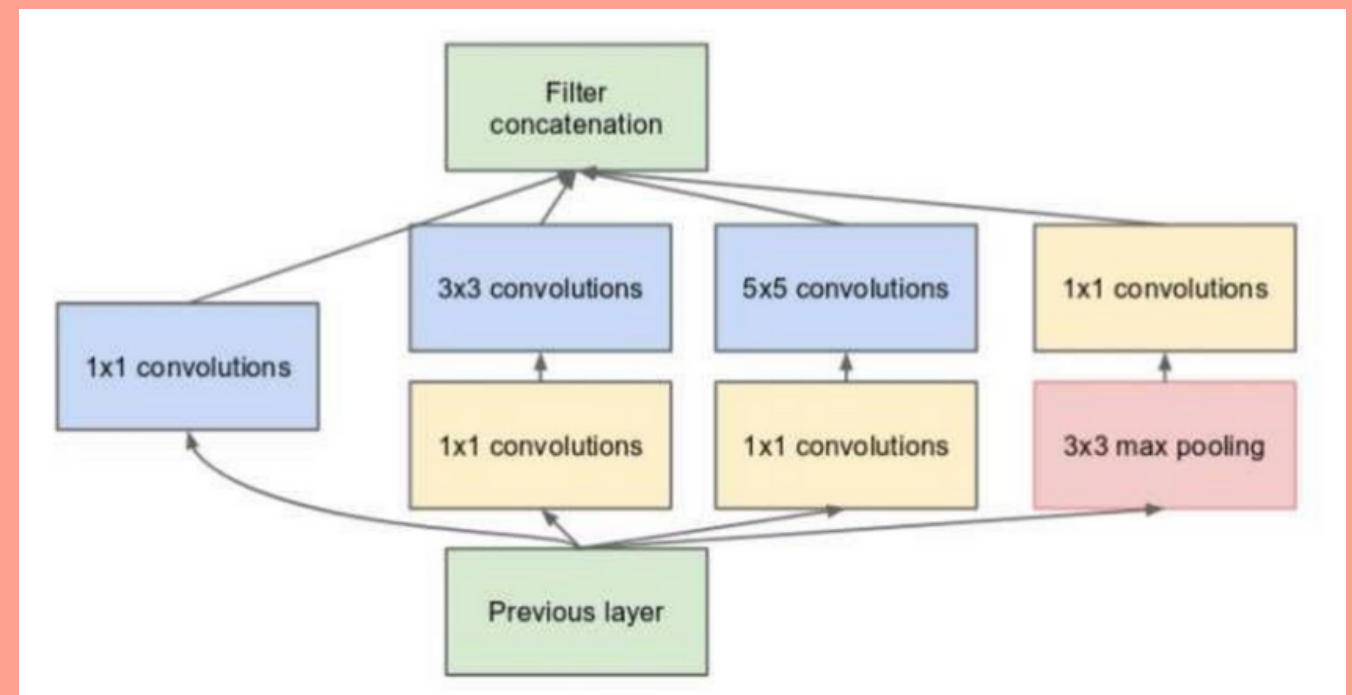 Filter
concatenation
3x3 convolutions
5x5 convolutions
1x1 convolutions
1x1 convolutions
1x1 convolutions
1x1 convolutions
3x3 max pooling
Previous layer